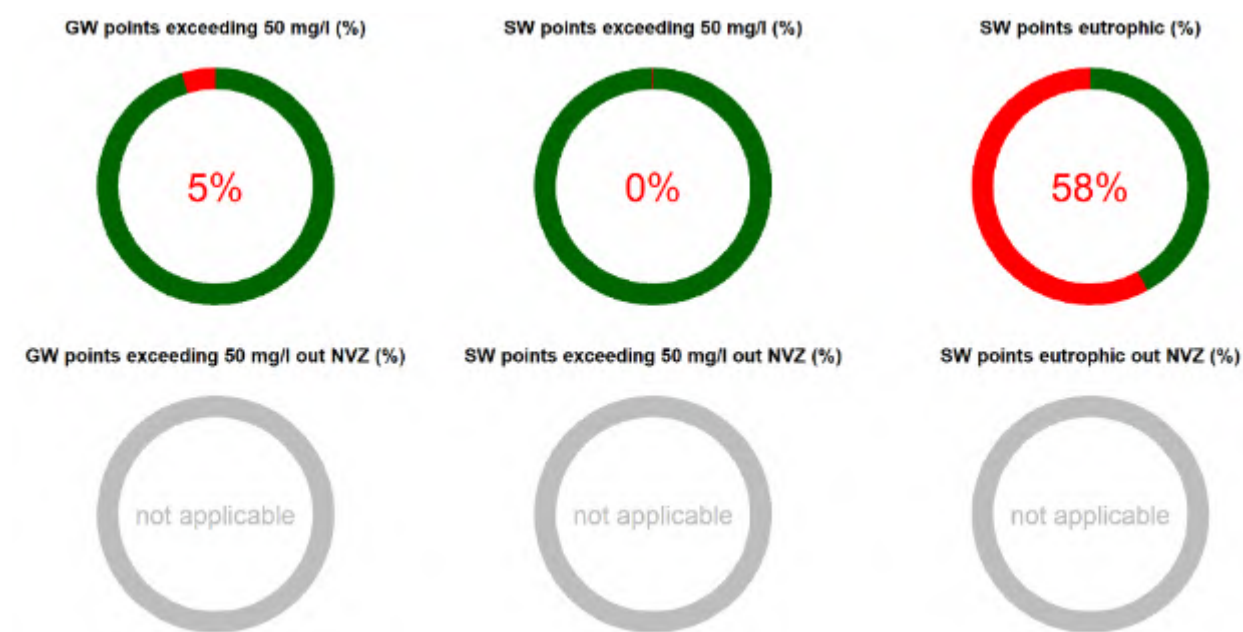 GW points exceeding 50 mg/l (%)
SW points exceeding 50 mg/l (%)
SW points eutrophic (%)
5%
0%
58%
GW points exceeding 50 mg/l out NVZ (%)
SW points exceeding 50 mg/l out NVZ (%)
SW points eutrophic out NVZ (%)
not applicable
not applicable
not applicable